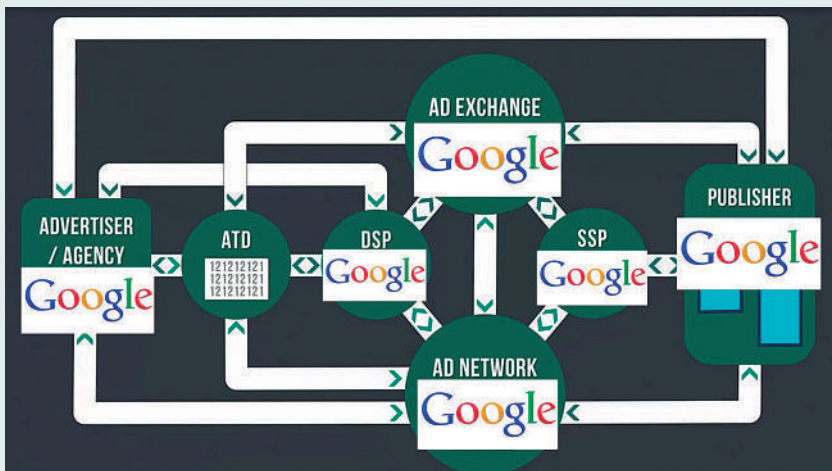 AD EXCHANGE
Google
ADVERTISER
/ AGENCY
Google
ATD
121212121
121212121
121212121
DSP
Google
SSP
Google
PUBLISHER
Google
AD NETWORK
Google